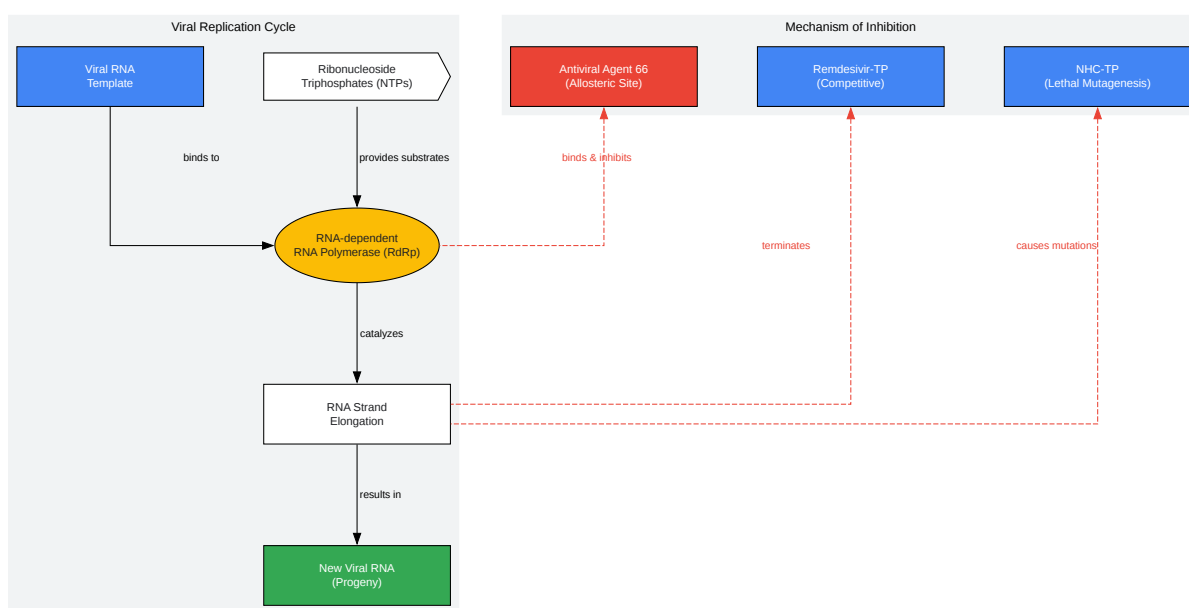 Viral Replication Cycle
Mechanism of Inhibition
Viral RNA
Template
Ribonucleoside
Triphosphates (NTPs)
Antiviral Agent 66
(Allosteric Site)
Remdesivir-TP
(Competitive)
NHC-TP
(Lethal Mutagenesis)
binds to
provides substrates
binds & inhibits
RNA-dependent
RNA Polymerase (RdRp)
terminates
causes mutations
catalyzes
RNA Strand
Elongation
results in
New Viral RNA
(Progeny)